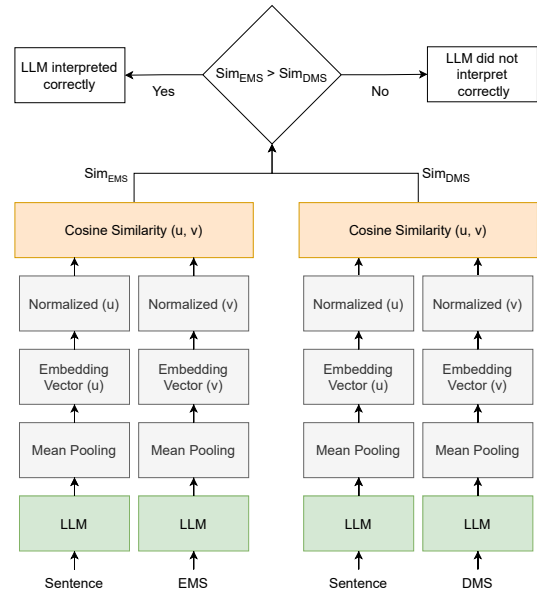 LLM interpreted
correctly
Sim_EMS > Sim_DMS
LLM did not
interpret
correctly
Yes
No
Sim_EMS
Sim_DMS
Cosine Similarity (u, v)
Cosine Similarity (u, v)
Normalized (u)
Normalized (v)
Normalized (u)
Normalized (v)
Embedding
Vector (u)
Embedding
Vector (v)
Embedding
Vector (u)
Embedding
Vector (v)
Mean Pooling
Mean Pooling
Mean Pooling
Mean Pooling
LLM
LLM
LLM
LLM
Sentence
EMS
Sentence
DMS